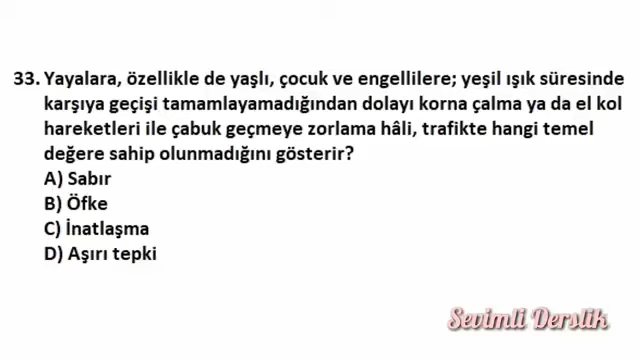 33. Yayalara, özellikle de yaşlı, çocuk ve engellilere; yeşil ışık süresinde
karşıya geçişi tamamlayamadığından dolayı korna çalma ya da el kol
hareketleri ile çabuk geçmeye zorlama hâli, trafikte hangi temel
değere sahip olunmadığını gösterir?
A) Sabır
B) Öfke
C) İnatlaşma
D) Aşırı tepki
Sevimli Derslik